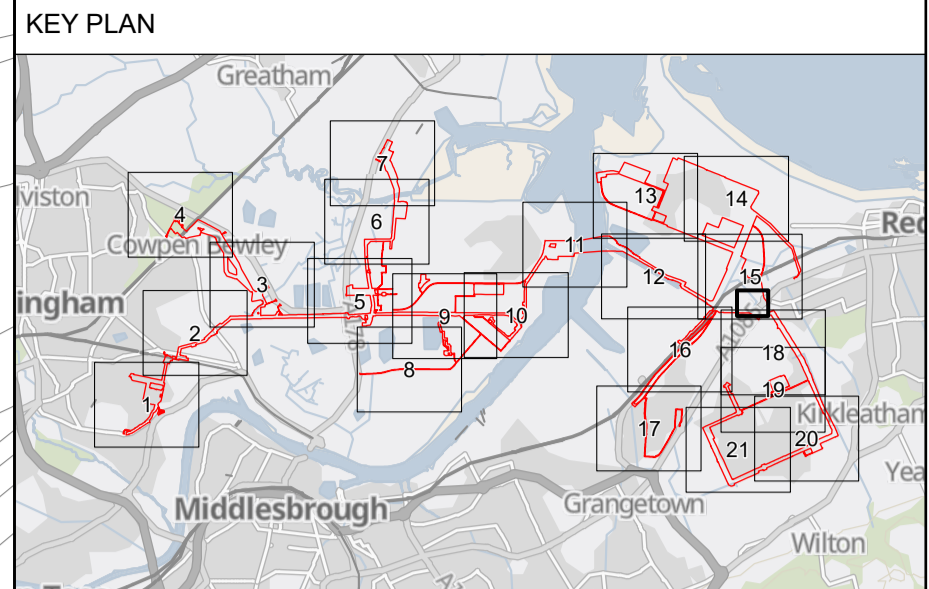 KEY PLAN
Greatham
7
13
lviston
4
6
14
Red
Cowpen Bewley
11
12
15
3
ingham
5
10
9
2
16
18
8
19
1
Kirkleatham
17
20
21
Yea
Middlesbrough
Grangetown
Wilton